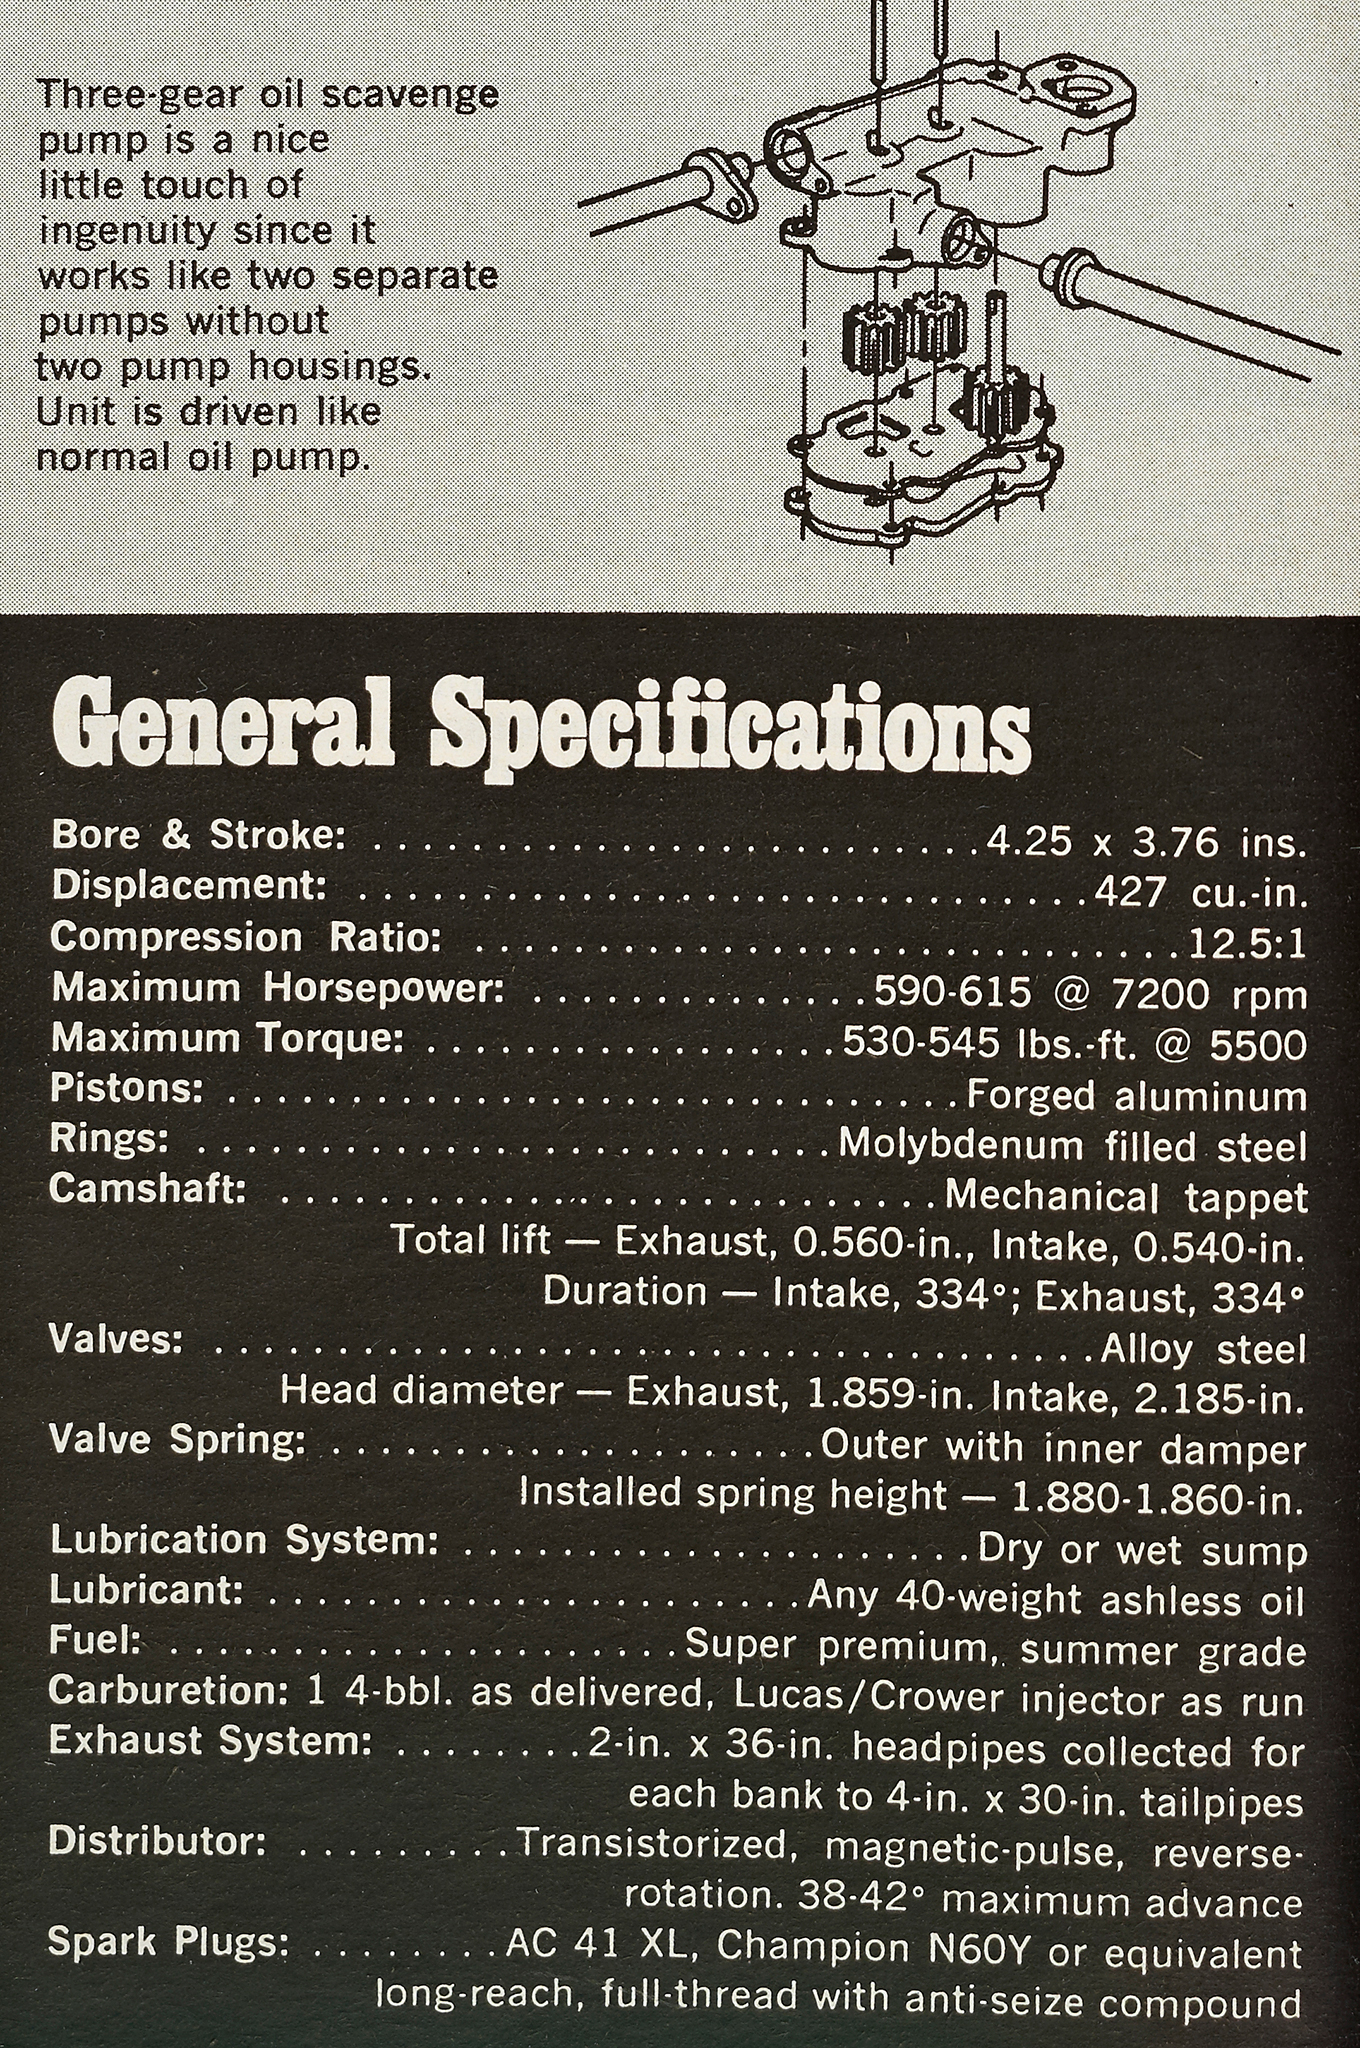 Three-gear oil scavenge
pump is a nice
little touch of
ingenuity since it
works like two separate
pumps without
two pump housings.
Unit is driven like
normal oil pump.
General Specifications
Bore & Stroke: . . . . . . . . . . . . . . . . . . . . . . . . . 4.25 x 3.76 ins.
Displacement: . . . . . . . . . . . . . . . . . . . . . . . . . . . . . . 427 cu.-in.
Compression Ratio: . . . . . . . . . . . . . . . . . . . . . . . . . . . . . 12.5:1
Maximum Horsepower: . . . . . . . . . . . . . . 590-615 @ 7200 rpm
Maximum Torque: . . . . . . . . . . . . . . . . . 530-545 lbs.-ft. @ 5500
Pistons: . . . . . . . . . . . . . . . . . . . . . . . . . . . . . . Forged aluminum
Rings: . . . . . . . . . . . . . . . . . . . . . . . . . . Molybdenum filled steel
Camshaft: . . . . . . . . . . . . . . . . . . . . . . . . . . . Mechanical tappet
Total lift — Exhaust, 0.560-in., Intake, 0.540-in.
Duration — Intake, 334°; Exhaust, 334°
Valves: . . . . . . . . . . . . . . . . . . . . . . . . . . . . . . . . . . . . Alloy steel
Head diameter — Exhaust, 1.859-in. Intake, 2.185-in.
Valve Spring: . . . . . . . . . . . . . . . . . . . . Outer with inner damper
Installed spring height — 1.880-1.860-in.
Lubrication System: . . . . . . . . . . . . . . . . . . . . . Dry or wet sump
Lubricant: . . . . . . . . . . . . . . . . . . . . . . Any 40-weight ashless oil
Fuel: . . . . . . . . . . . . . . . . . . . . . Super premium, summer grade
Carburetion: 1 4-bbl. as delivered, Lucas/Crower injector as run
Exhaust System: . . . . . . . . 2-in. x 36-in. headpipes collected for
each bank to 4-in. x 30-in. tailpipes
Distributor: . . . . . . . . . Transistorized, magnetic-pulse, reverse-
rotation. 38-42° maximum advance
Spark Plugs: . . . . . . . . AC 41 XL, Champion N60Y or equivalent
long-reach, full-thread with anti-seize compound